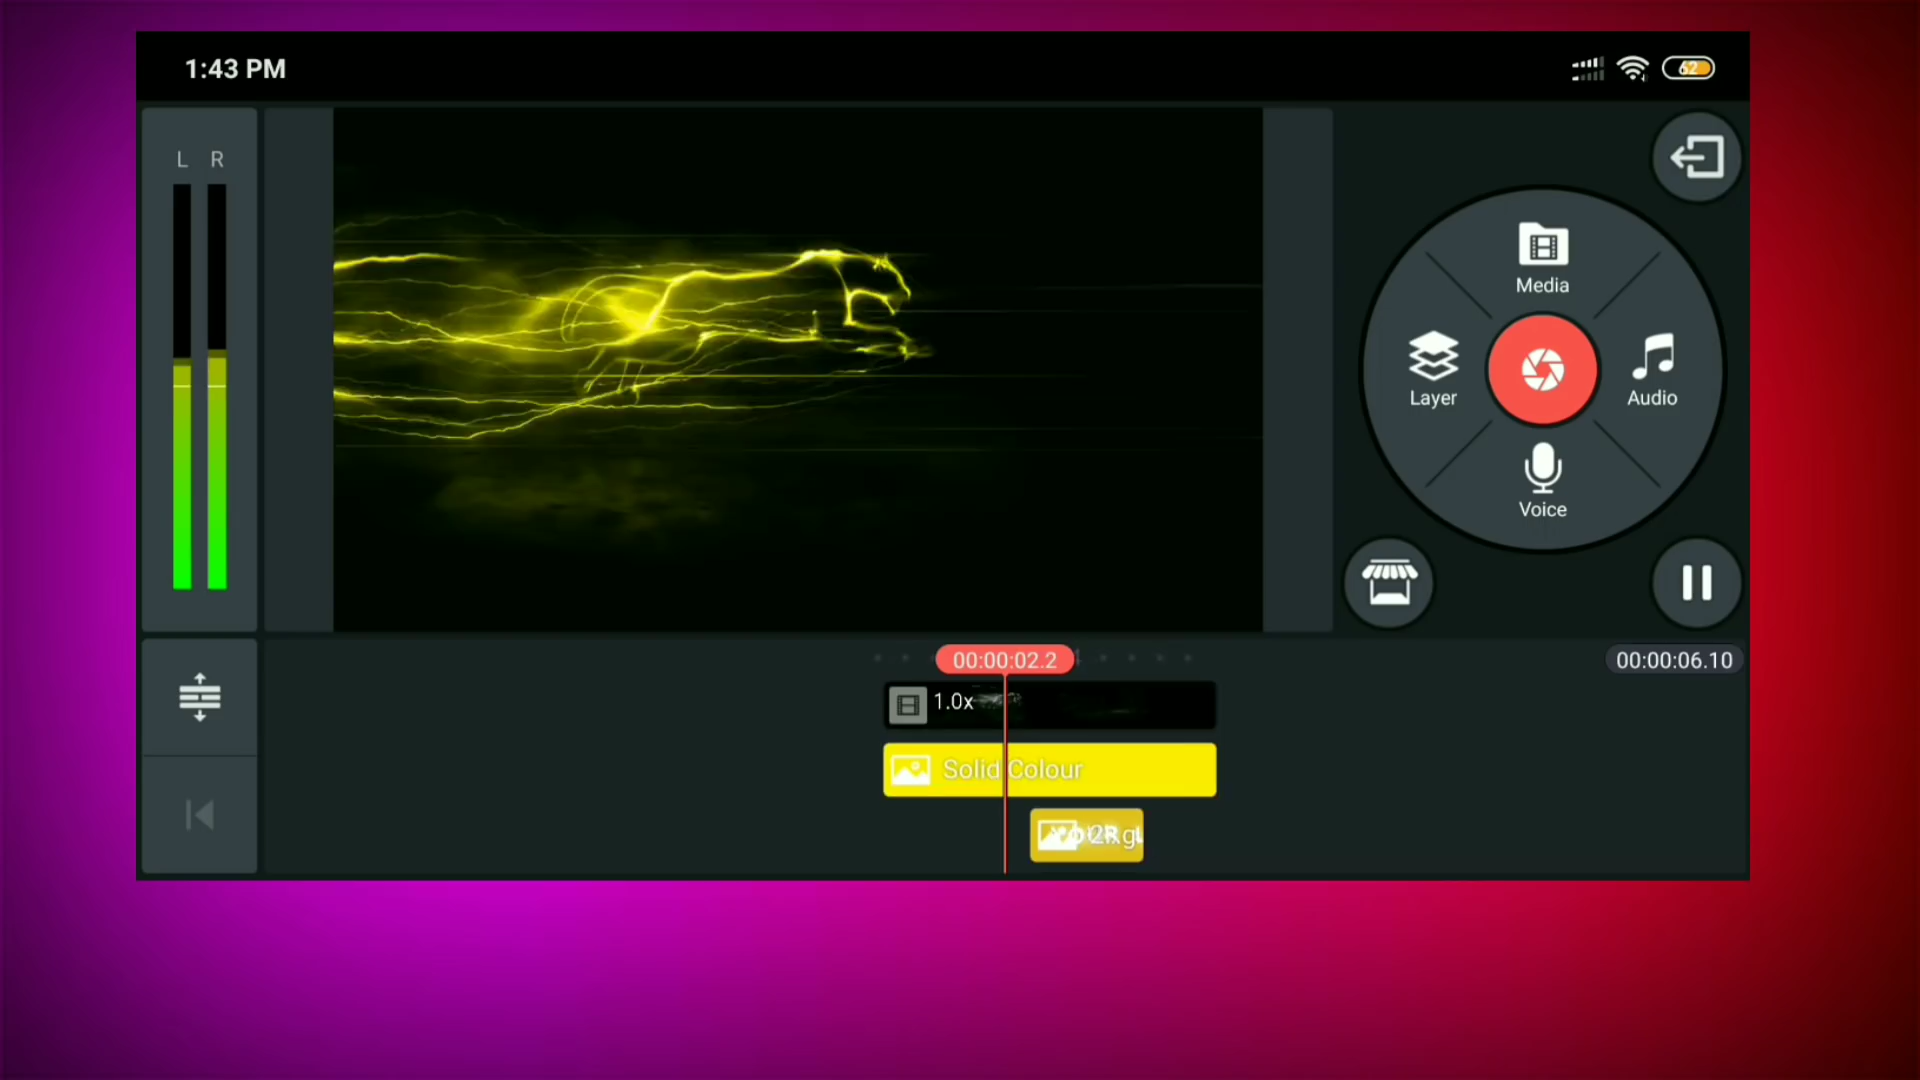 1:43 PM
62
L R
Media
Layer
Audio
Voice
00:00:02.2
00:00:06.10
1.0x
Solid Colour